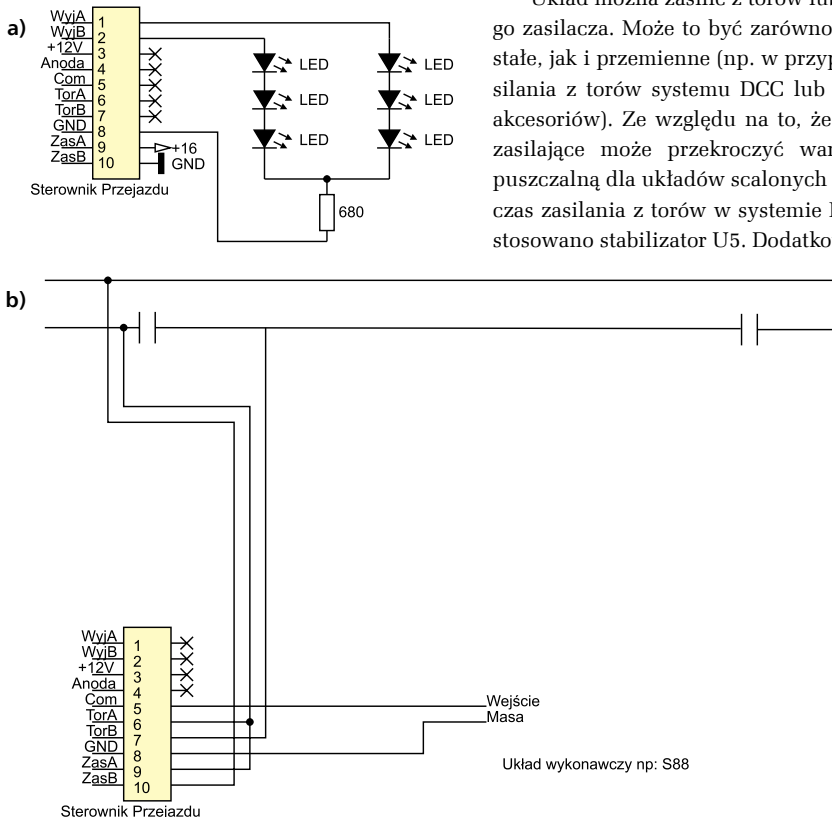 a)
WyjA 1
WyjB 2
+12V 3
Anoda 4
Com 5
TorA 6
TorB 7
GND 8
ZasA 9 +16
ZasB 10 GND
Sterownik Przejazdu
LED LED
LED LED
LED LED
680
Układ można zasilić z torów lub
go zasilacza. Może to być zarówno
stałe, jak i przemienne (np. w przyp
silania z torów systemu DCC lub
akcesoriów). Ze względu na to, że
zasilające może przekroczyć war
puszczalną dla układów scalonych
czas zasilania z torów w systemie
stosowano stabilizator U5. Dodatko
b)
WyjA 1
WyjB 2
+12V 3
Anoda 4
Com 5
TorA 6
TorB 7
GND 8
ZasA 9
ZasB 10
Sterownik Przejazdu
Wejście
Masa
Układ wykonawczy np: S88